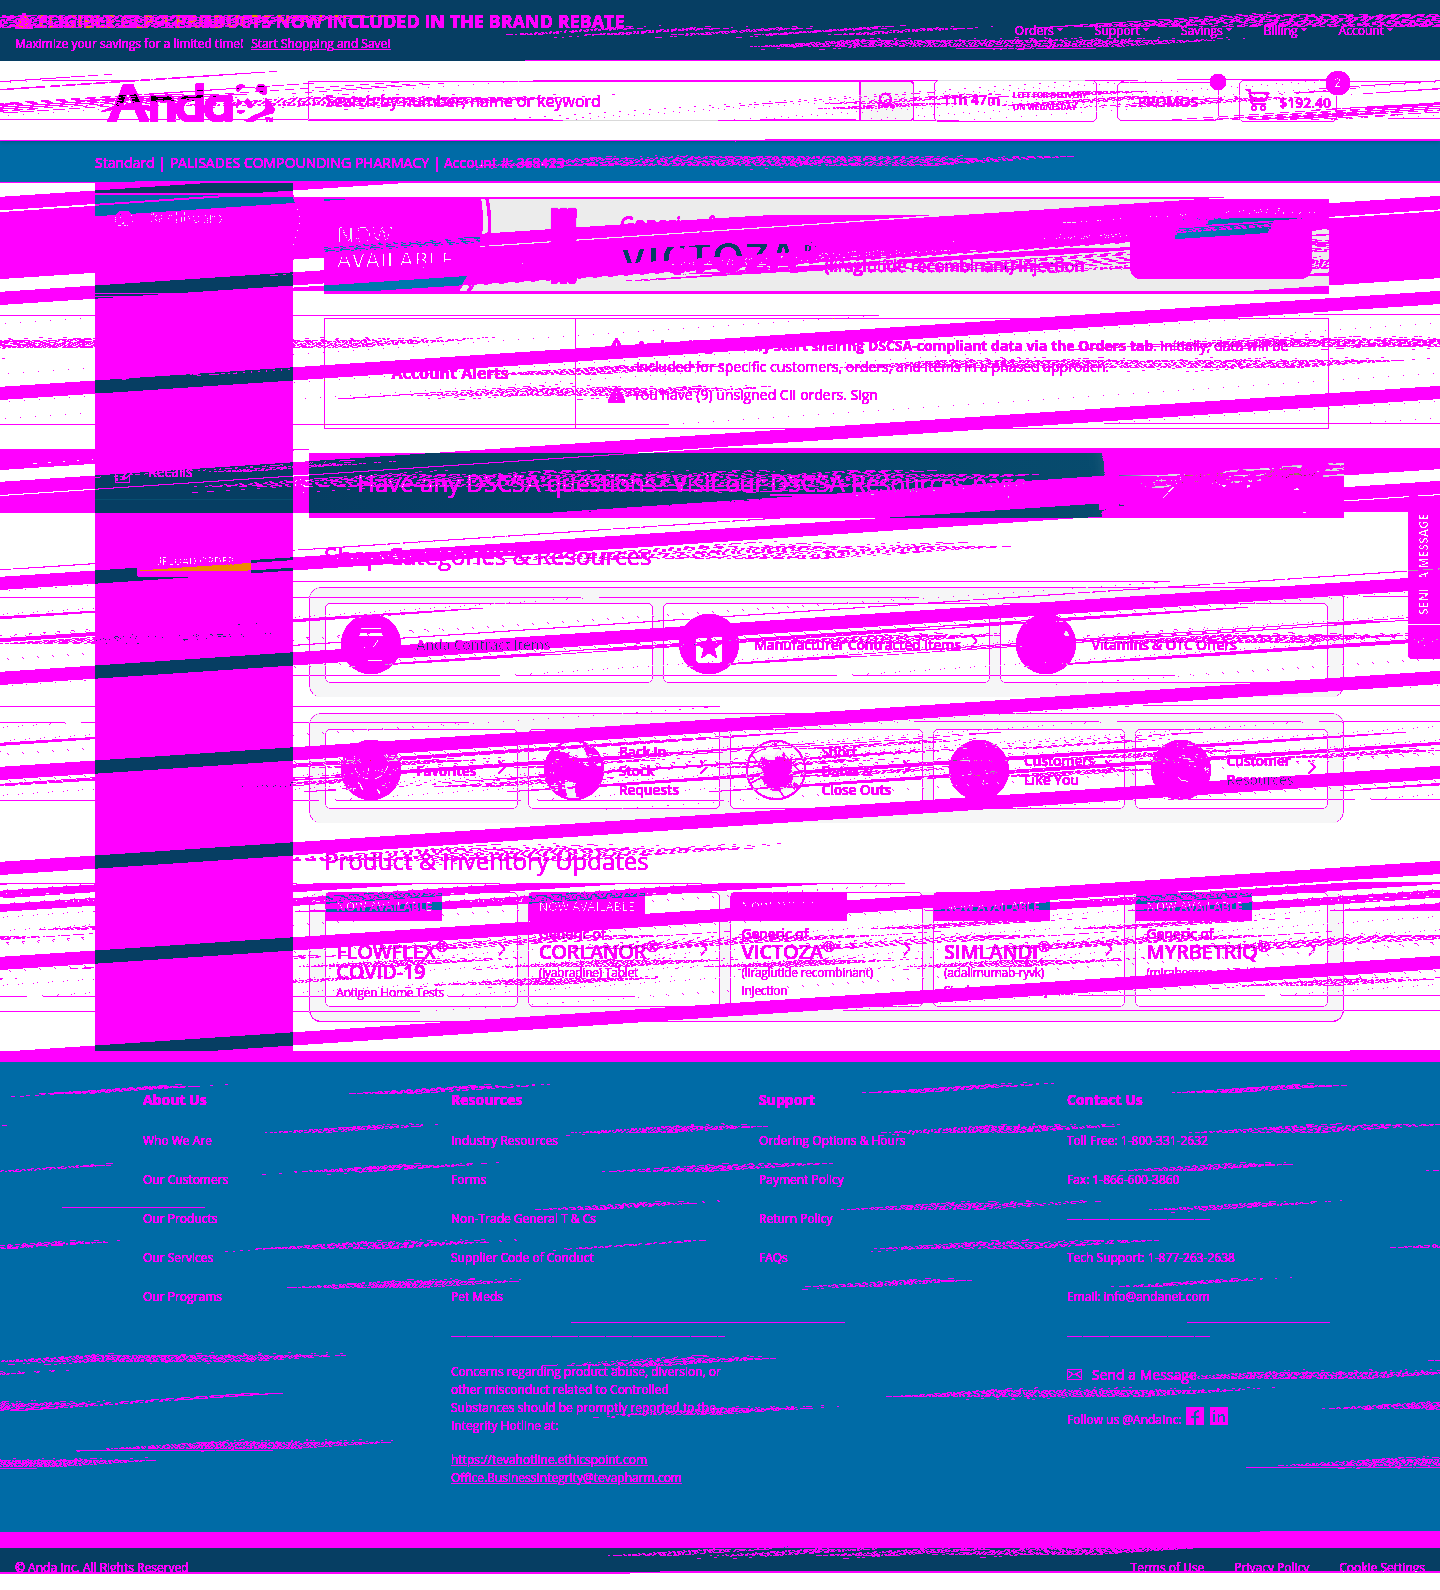 PRODUCTS NOW INCLUDED IN THE BRAND REBATE
Maximize your savings for a limited time! Start Shopping and Save!
Orders
Support
Savings
Billing
Account
Anda
Search by number, name or keyword
11h 47m
LEFT FOR DELIVERY
ON WEDNESDAY
PROMOS
2
$192.40
Standard | PALISADES COMPOUNDING PHARMACY | Account #: 368423
Dashboard
NOW
AVAILABLE
Generic of
VICTOZA®
(liraglutide recombinant) Injection
Account Alerts
start sharing DSCSA-compliant data via the Orders tab. Initially, data will be
included for specific customers, orders, and items in a phased approach.
You have (9) unsigned CII orders. Sign
Recalls
Have any DSCSA questions? Visit our DSCSA Resources page
UPLOAD ORDER
SEND A MESSAGE
Shop Categories & Resources
Anda Contract Items
Manufacturer Contracted Items
Vitamins & OTC Offers
Favorites
Back In
Stock
Requests
Short
Dates &
Close Outs
Customers
Like You
Customer
Resources
Product & Inventory Updates
NOW AVAILABLE
FLOWFLEX®
COVID-19
Antigen Home Tests
NOW AVAILABLE
Generic of
CORLANOR®
(ivabradine) Tablet
NOW AVAILABLE
Generic of
VICTOZA®
(liraglutide recombinant)
Injection
NOW AVAILABLE
SIMLANDI®
(adalimumab-ryvk)
NOW AVAILABLE
Generic of
MYRBETRIQ®
About Us
Who We Are
Our Customers
Our Products
Our Services
Our Programs
Resources
Industry Resources
Forms
Non-Trade General T & Cs
Supplier Code of Conduct
Pet Meds
Concerns regarding product abuse, diversion, or
other misconduct related to Controlled
Substances should be promptly reported to the
Integrity Hotline at:
https://tevahotline.ethicspoint.com
Office.BusinessIntegrity@tevapharm.com
Support
Ordering Options & Hours
Payment Policy
Return Policy
FAQs
Contact Us
Toll Free: 1-800-331-2632
Fax: 1-866-600-3860
Tech Support: 1-877-263-2638
Email: info@andanet.com
Send a Message
Follow us @AndaInc:
© Anda Inc. All Rights Reserved
Terms of Use
Privacy Policy
Cookie Settings